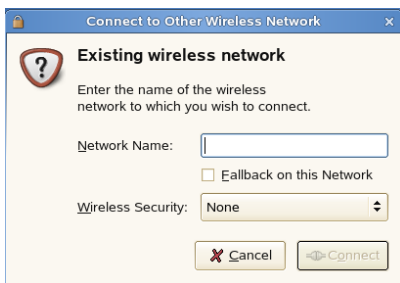 Connect to Other Wireless Network
Existing wireless network
Enter the name of the wireless
network to which you wish to connect.
Network Name:
Fallback on this Network
Wireless Security: None
Cancel Connect